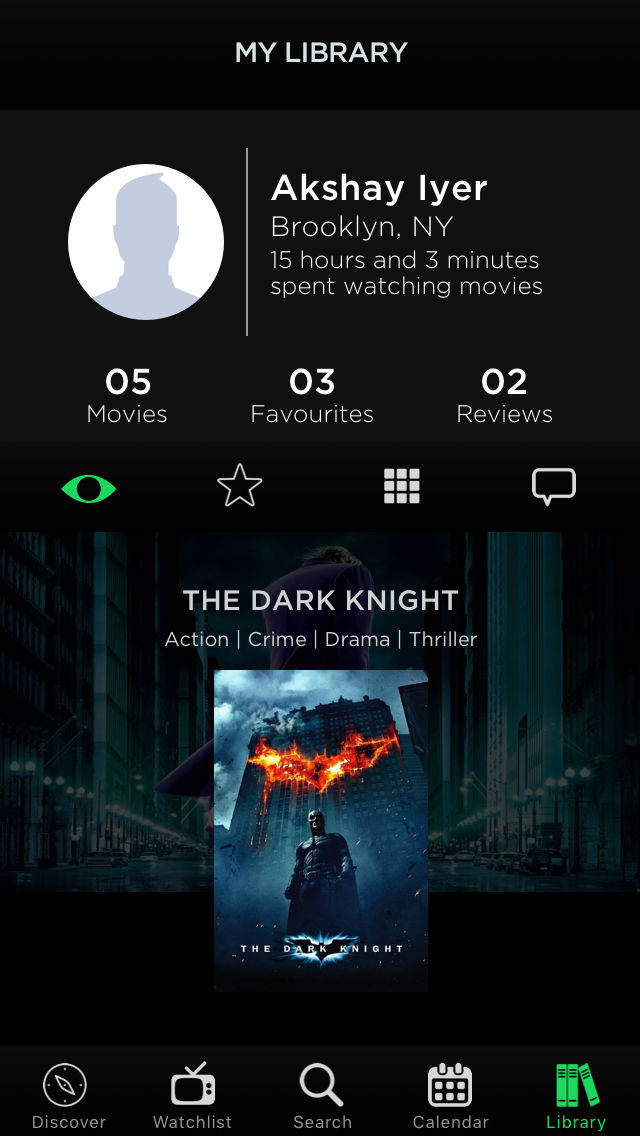 MY LIBRARY
Akshay Iyer
Brooklyn, NY
15 hours and 3 minutes
spent watching movies
05 03 02
Movies Favourites Reviews
THE DARK KNIGHT
Action | Crime | Drama | Thriller
THE DARK KNIGHT
Discover Watchlist Search Calendar Library